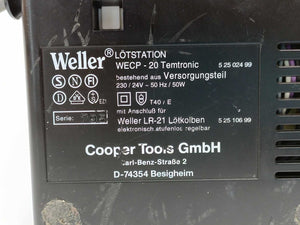 Weller® LÖTSTATION
WECP - 20 Temtronic 5 25 024 99
bestehend aus Versorgungsteil
230 / 24V ~ 50 Hz / 50W
T40 / E
mit Anschluß für
Serie: Weller LR-21 Lötkolben 5 25 106 99
elektronisch stufenlos regelbar
Cooper Tools GmbH
Carl-Benz-Straße 2
D-74354 Besigheim